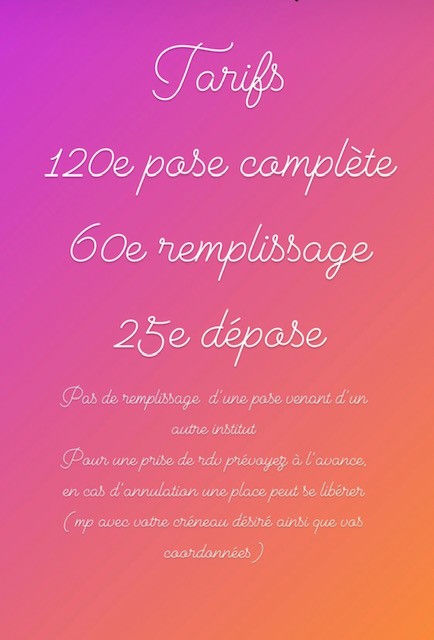 Tarifs
120e pose complète
60e remplissage
25e dépose
Pas de remplissage d'une pose venant d'un
autre institut
Pour une prise de rdv prévoyez à l'avance,
en cas d'annulation une place peut se libérer
( mp avec votre créneau désiré ainsi que vos
coordonnées )